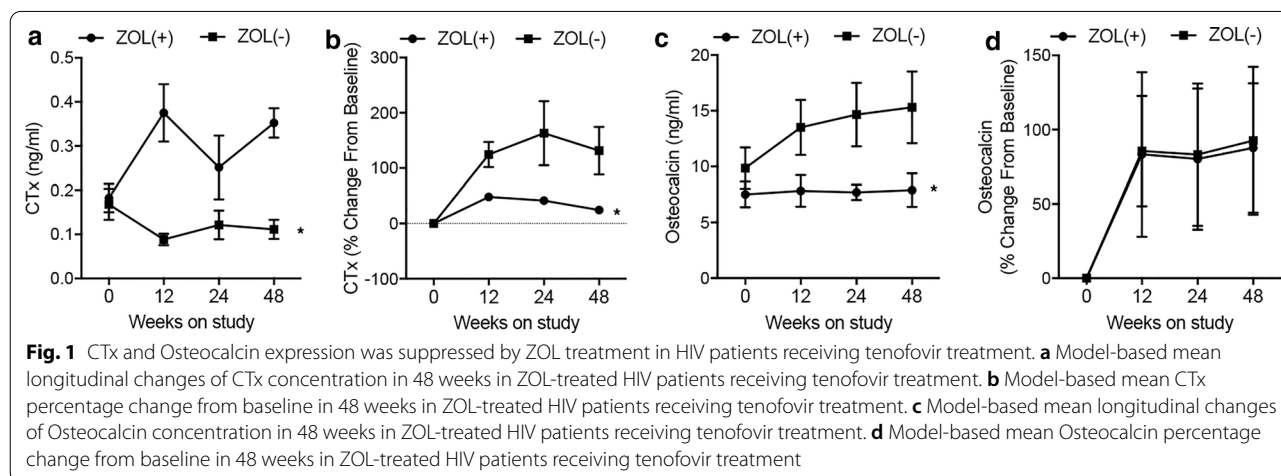 a ZOL(+) ZOL(-)
CTx (ng/ml)
0.5
0.4
0.3
0.2
0.1
0.0
*
0 12 24 48
Weeks on study
b ZOL(+) ZOL(-)
CTx (% Change From Baseline)
300
200
100
0
-100
*
0 12 24 48
Weeks on study
c ZOL(+) ZOL(-)
Osteocalcin (ng/ml)
20
15
10
5
0
*
0 12 24 48
Weeks on study
d ZOL(+) ZOL(-)
Osteocalcin
(% Change From Baseline)
150
100
50
0
0 12 24 48
Weeks on study
Fig. 1 CTx and Osteocalcin expression was suppressed by ZOL treatment in HIV patients receiving tenofovir treatment. a Model-based mean
longitudinal changes of CTx concentration in 48 weeks in ZOL-treated HIV patients receiving tenofovir treatment. b Model-based mean CTx
percentage change from baseline in 48 weeks in ZOL-treated HIV patients receiving tenofovir treatment. c Model-based mean longitudinal changes
of Osteocalcin concentration in 48 weeks in ZOL-treated HIV patients receiving tenofovir treatment. d Model-based mean Osteocalcin percentage
change from baseline in 48 weeks in ZOL-treated HIV patients receiving tenofovir treatment